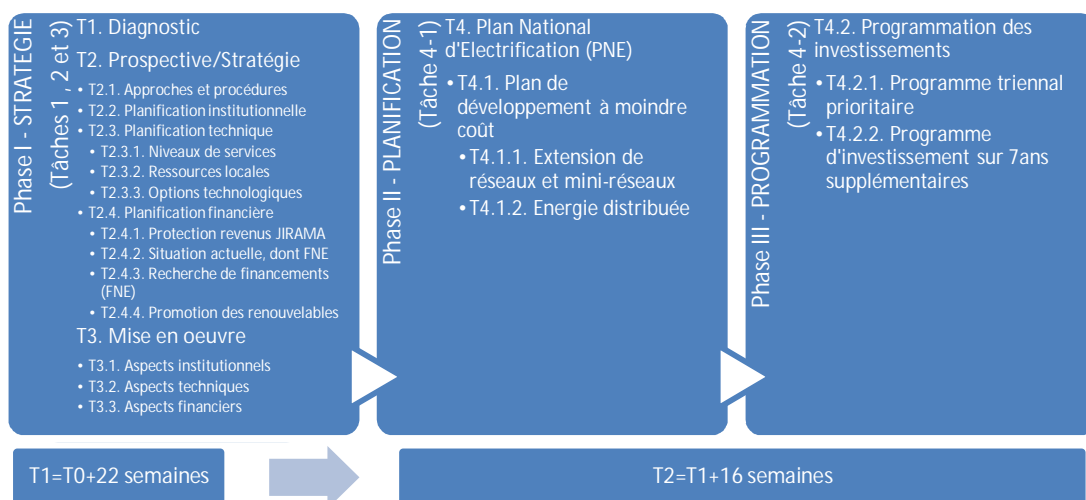 Phase I - STRATEGIE
(Tâches 1 , 2 et 3)
T1. Diagnostic
T2. Prospective/Stratégie
• T2.1. Approches et procédures
• T2.2. Planification institutionnelle
• T2.3. Planification technique
• T2.3.1. Niveaux de services
• T2.3.2. Ressources locales
• T2.3.3. Options technologiques
• T2.4. Planification financière
• T2.4.1. Protection revenus JIRAMA
• T2.4.2. Situation actuelle, dont FNE
• T2.4.3. Recherche de financements
(FNE)
• T2.4.4. Promotion des renouvelables
T3. Mise en oeuvre
• T3.1. Aspects institutionnels
• T3.2. Aspects techniques
• T3.3. Aspects financiers
Phase II - PLANIFICATION
(Tâche 4-1)
T4. Plan National
d'Electrification (PNE)
• T4.1. Plan de
développement à moindre
coût
• T4.1.1. Extension de
réseaux et mini-réseaux
• T4.1.2. Energie distribuée
Phase III - PROGRAMMATION
(Tâche 4-2)
T4.2. Programmation des
investissements
• T4.2.1. Programme triennal
prioritaire
• T4.2.2. Programme
d'investissement sur 7ans
supplémentaires
T1=T0+22 semaines
T2=T1+16 semaines